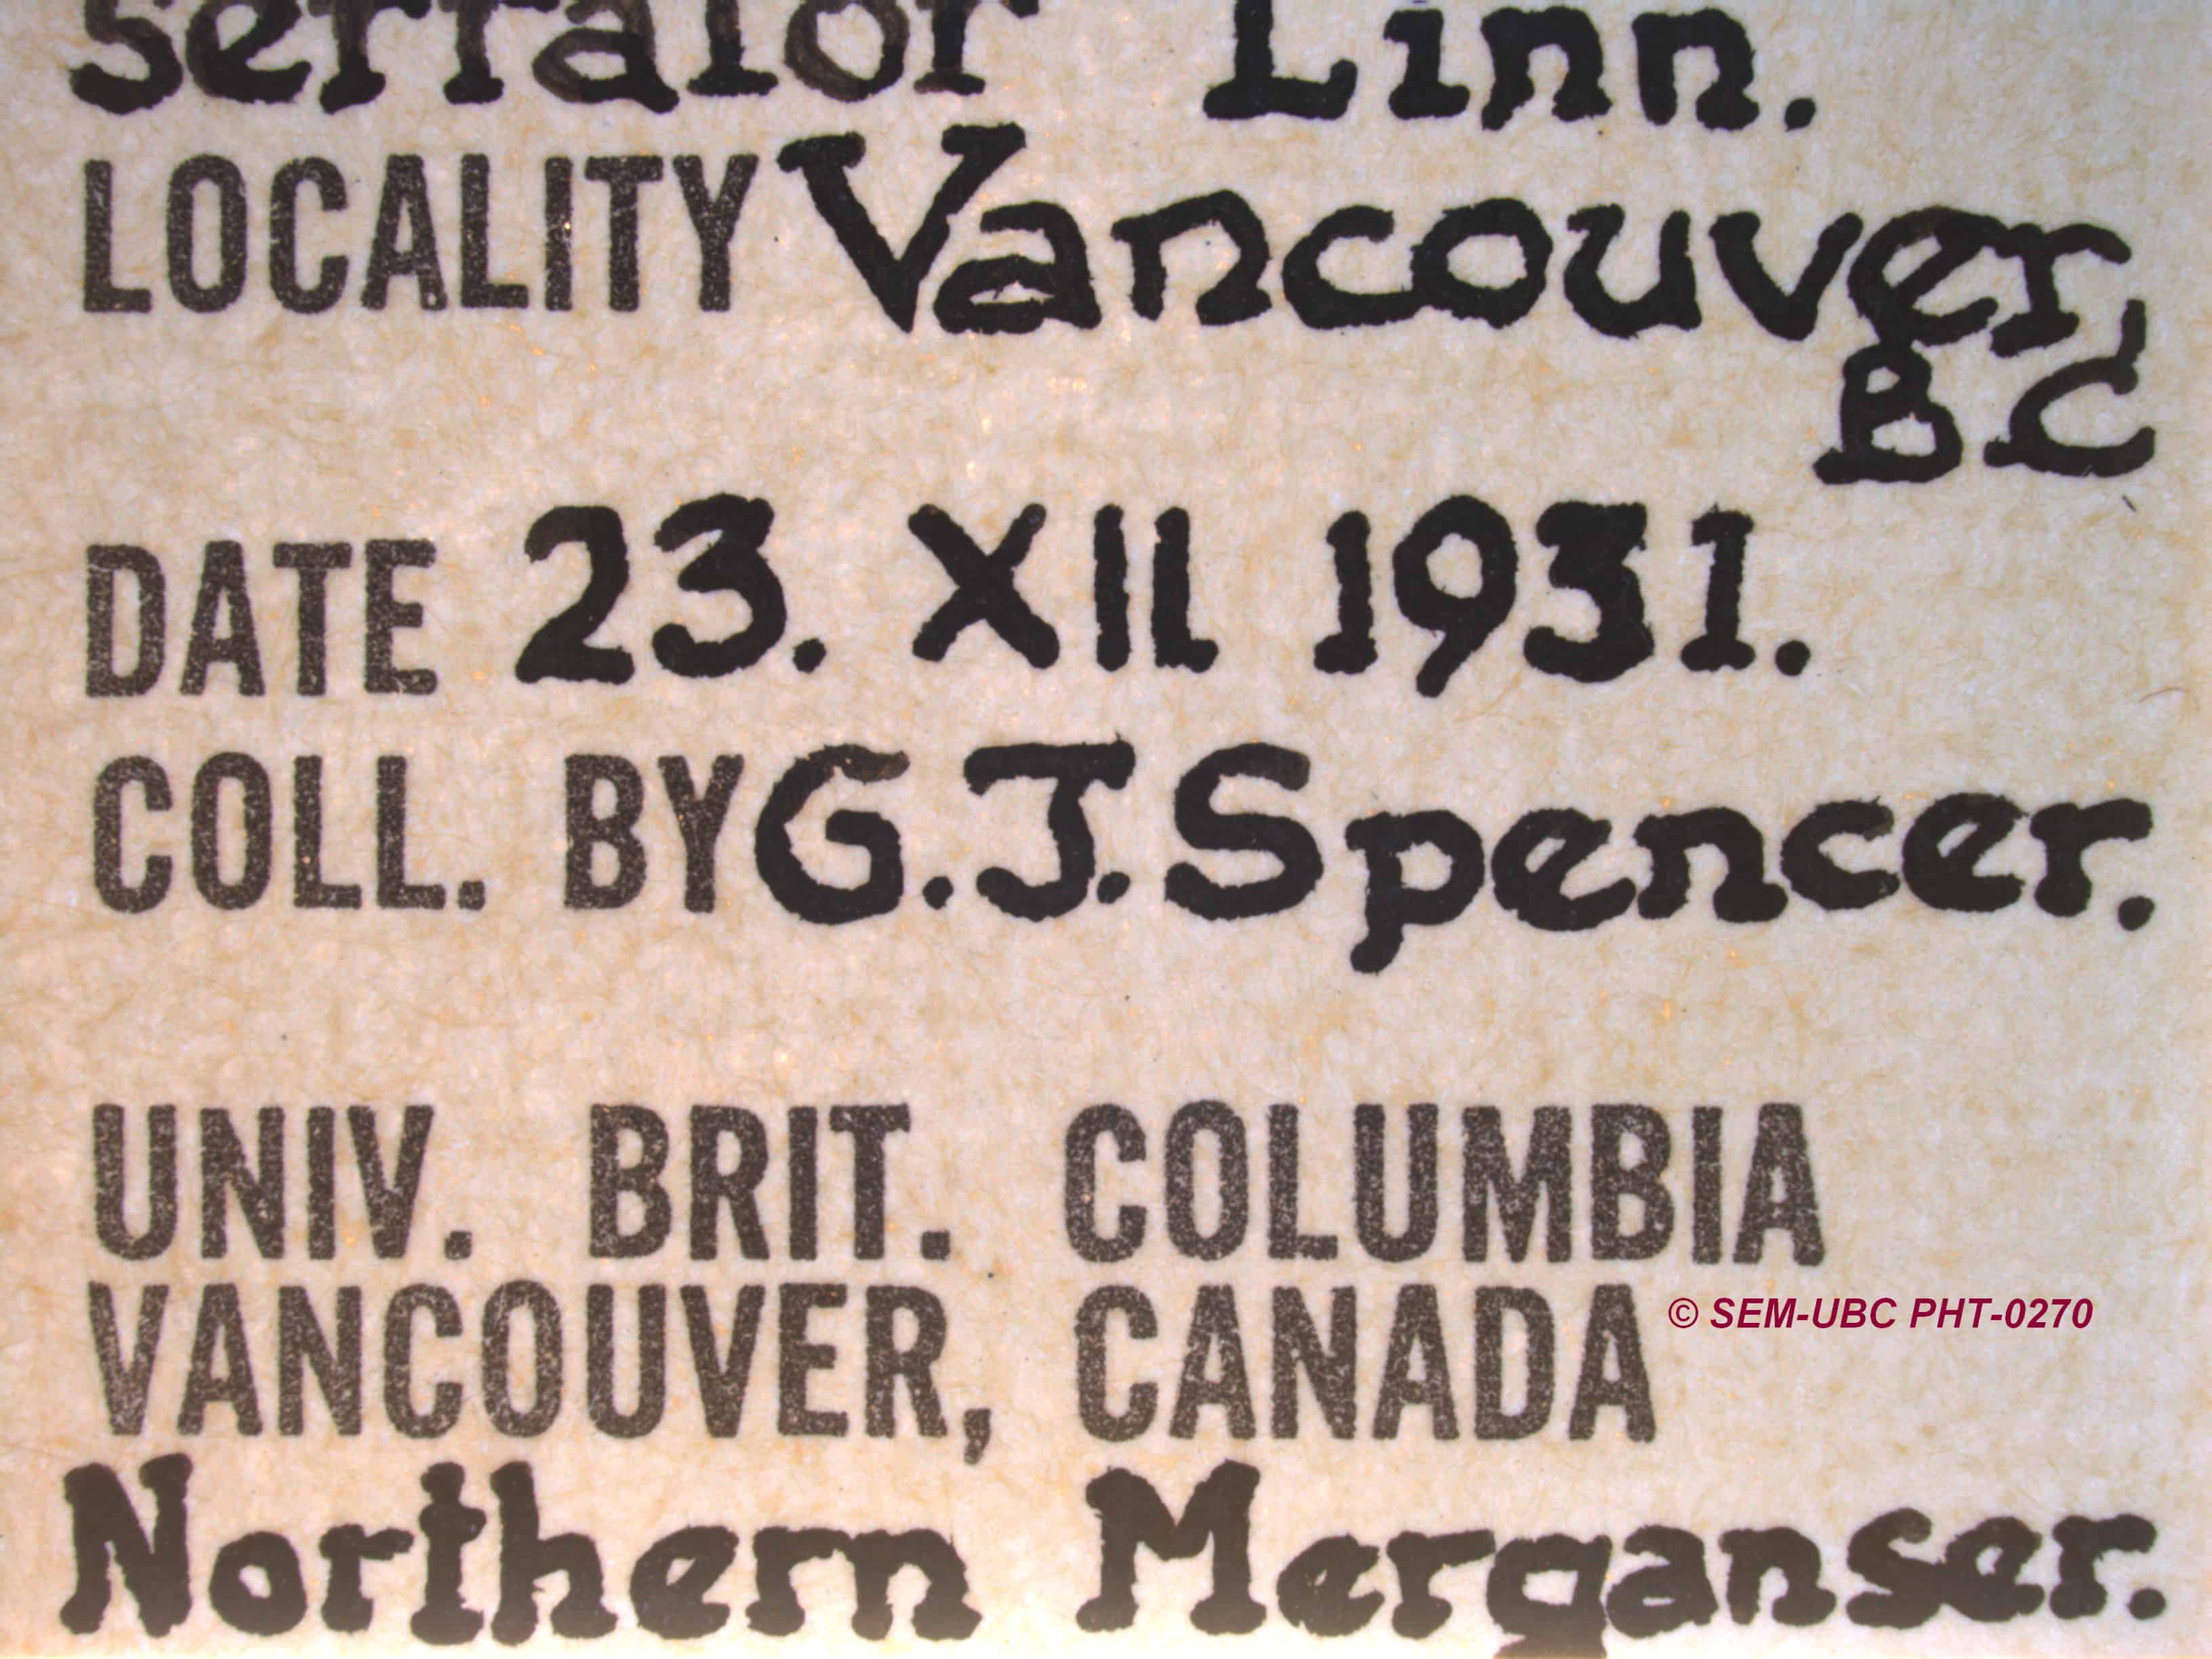 serrator Linn.
LOCALITY Vancouver,
BC
DATE 23. XII 1931.
COLL. BY G.J. Spencer.
UNIV. BRIT. COLUMBIA
VANCOUVER, CANADA
© SEM-UBC PHT-0270
Northern Merganser.